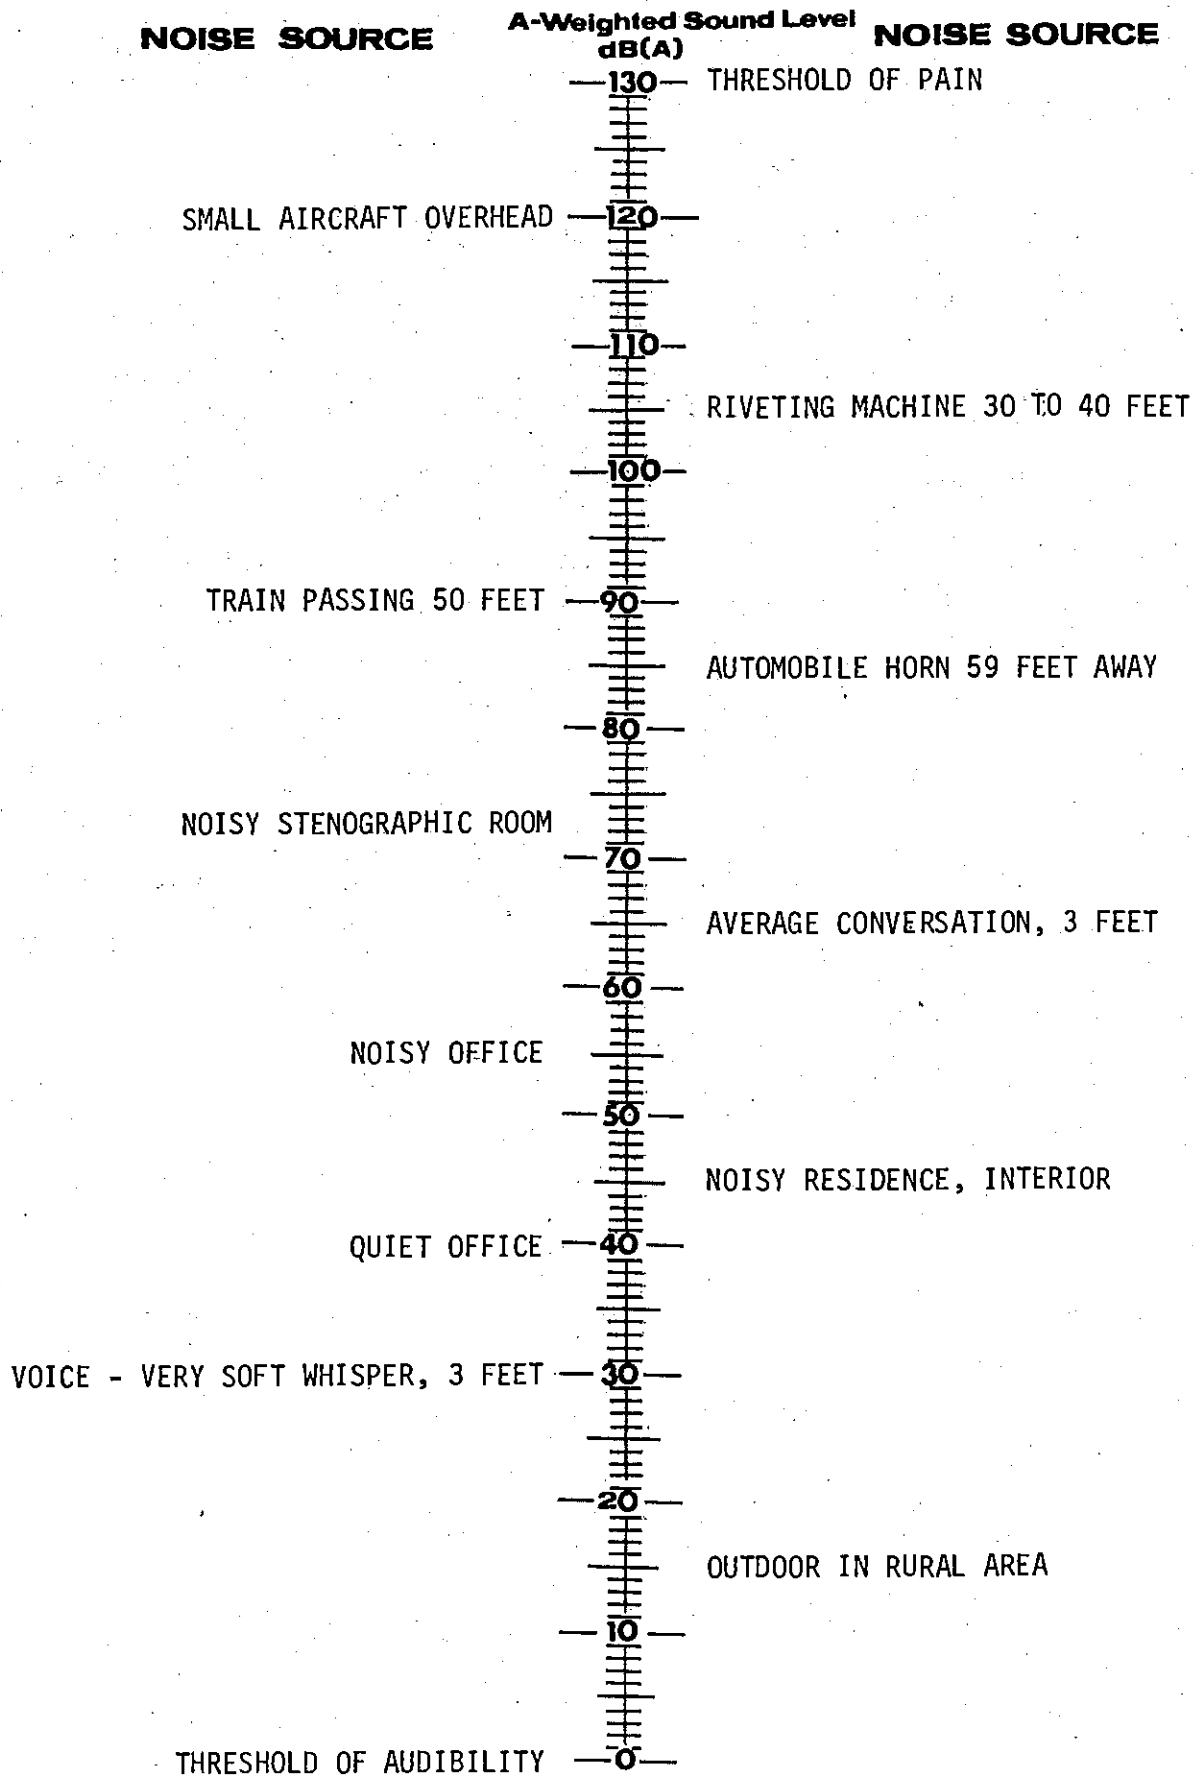 NOISE SOURCE A-Weighted Sound Level NOISE SOURCE
dB(A)
130 THRESHOLD OF PAIN
SMALL AIRCRAFT OVERHEAD 120
110
RIVETING MACHINE 30 TO 40 FEET
100
TRAIN PASSING 50 FEET 90
AUTOMOBILE HORN 59 FEET AWAY
80
NOISY STENOGRAPHIC ROOM
70
AVERAGE CONVERSATION, 3 FEET
60
NOISY OFFICE
50
NOISY RESIDENCE, INTERIOR
QUIET OFFICE 40
VOICE - VERY SOFT WHISPER, 3 FEET 30
20
OUTDOOR IN RURAL AREA
10
THRESHOLD OF AUDIBILITY 0